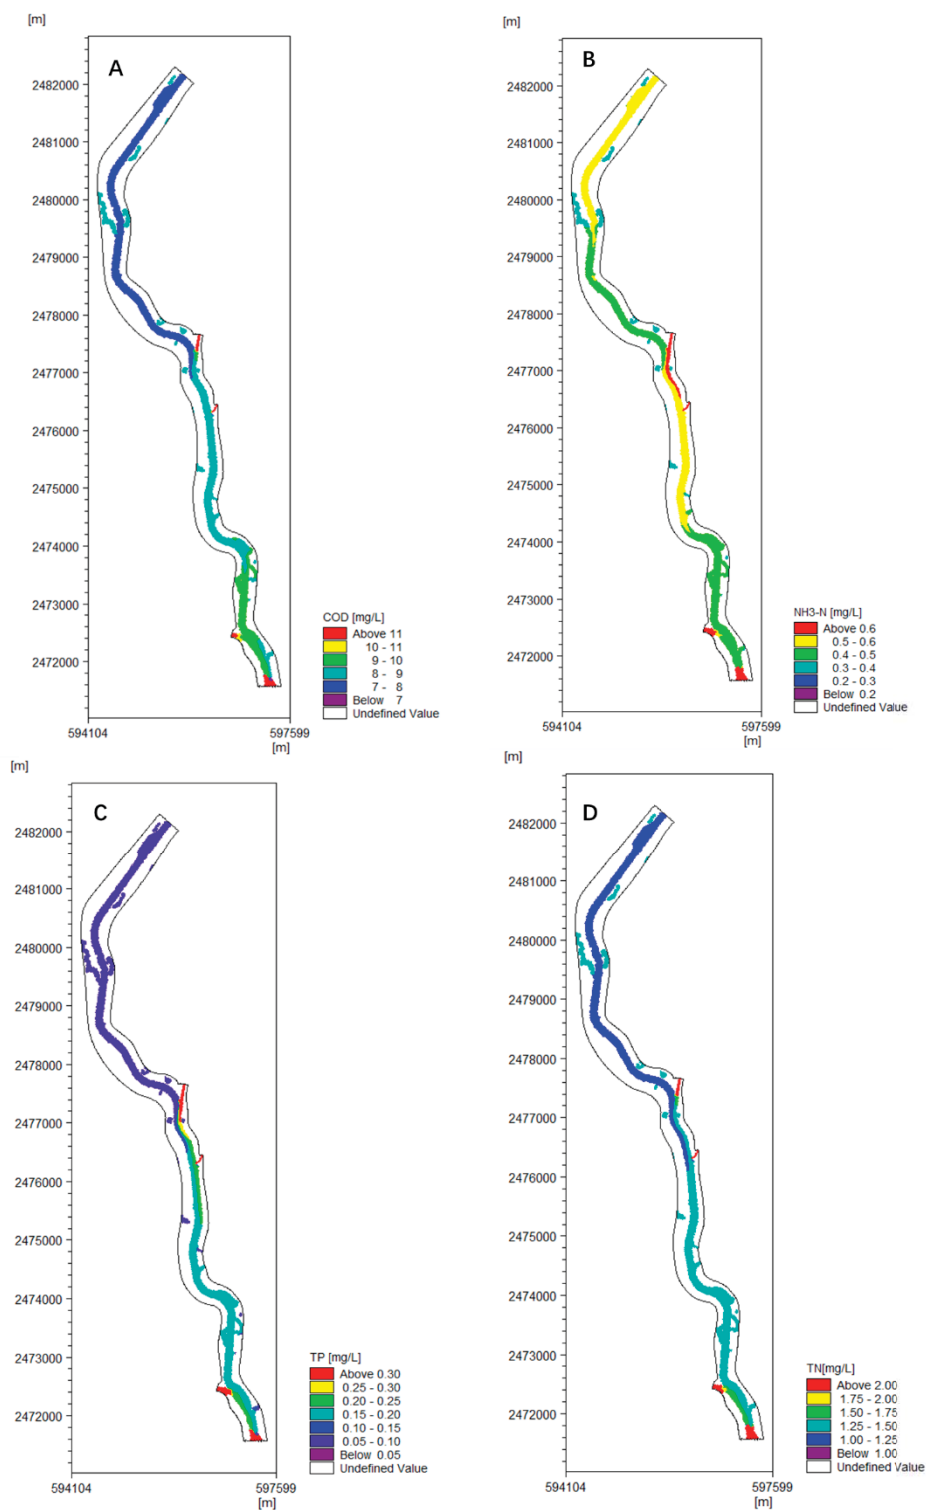 [m]
A
2482000
2481000
2480000
2479000
2478000
2477000
2476000
2475000
2474000
2473000
2472000
COD [mg/L]
Above 11
10 - 11
9 - 10
8 - 9
7 - 8
Below 7
Undefined Value
594104
597599
[m]
[m]
B
2482000
2481000
2480000
2479000
2478000
2477000
2476000
2475000
2474000
2473000
2472000
NH3-N [mg/L]
Above 0.6
0.5 - 0.6
0.4 - 0.5
0.3 - 0.4
0.2 - 0.3
Below 0.2
Undefined Value
594104
597599
[m]
[m]
C
2482000
2481000
2480000
2479000
2478000
2477000
2476000
2475000
2474000
2473000
2472000
TP [mg/L]
Above 0.30
0.25 - 0.30
0.20 - 0.25
0.15 - 0.20
0.10 - 0.15
0.05 - 0.10
Below 0.05
Undefined Value
594104
597599
[m]
[m]
D
2482000
2481000
2480000
2479000
2478000
2477000
2476000
2475000
2474000
2473000
2472000
TN[mg/L]
Above 2.00
1.75 - 2.00
1.50 - 1.75
1.25 - 1.50
1.00 - 1.25
Below 1.00
Undefined Value
594104
597599
[m]